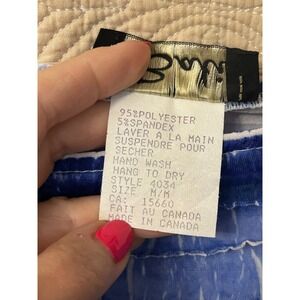 95%POLYESTER
5%SPANDEX
LAVER A LA MAIN
SUSPENDRE POUR
SECHER
HAND WASH
HANG TO DRY
STYLE 4034
SIZE M/M
CA: 15660
FAIT AU CANADA
MADE IN CANADA